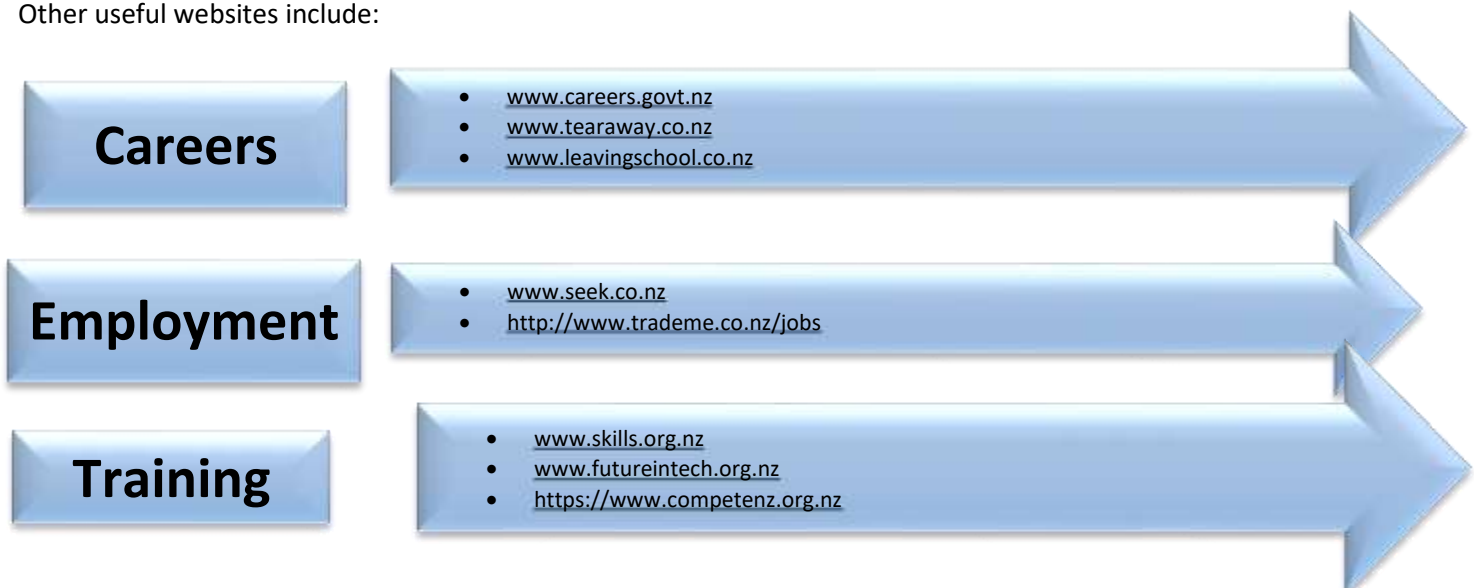 Other useful websites include:
Careers
• www.careers.govt.nz
• www.tearaway.co.nz
• www.leavingschool.co.nz
Employment
• www.seek.co.nz
• http://www.trademe.co.nz/jobs
Training
• www.skills.org.nz
• www.futureintech.org.nz
• https://www.competenz.org.nz